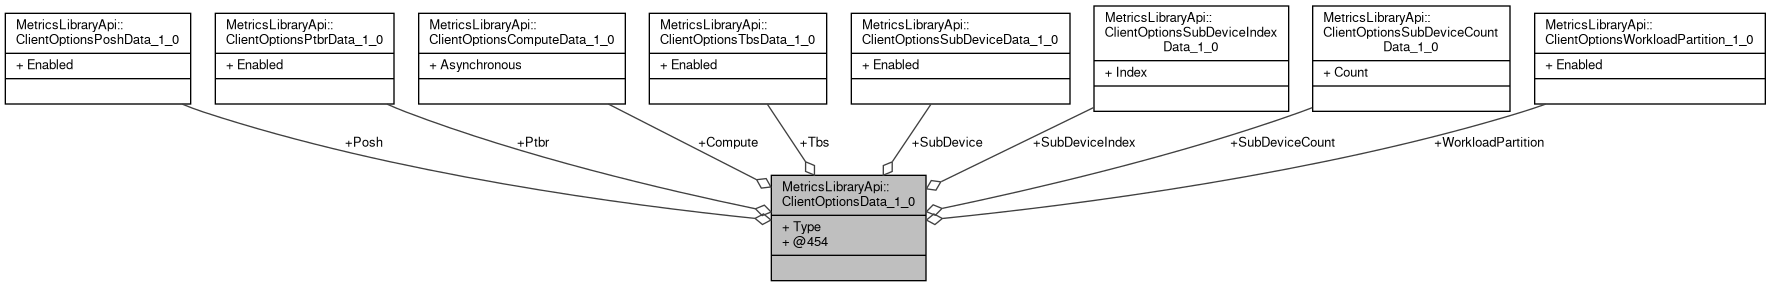 MetricsLibraryApi::
ClientOptionsPoshData_1_0
+ Enabled
MetricsLibraryApi::
ClientOptionsPtbrData_1_0
+ Enabled
MetricsLibraryApi::
ClientOptionsComputeData_1_0
+ Asynchronous
MetricsLibraryApi::
ClientOptionsTbsData_1_0
+ Enabled
MetricsLibraryApi::
ClientOptionsSubDeviceData_1_0
+ Enabled
MetricsLibraryApi::
ClientOptionsSubDeviceIndex
Data_1_0
+ Index
MetricsLibraryApi::
ClientOptionsSubDeviceCount
Data_1_0
+ Count
MetricsLibraryApi::
ClientOptionsWorkloadPartition_1_0
+ Enabled
+Posh
+Ptbr
+Compute
+Tbs
+SubDevice
+SubDeviceIndex
+SubDeviceCount
+WorkloadPartition
MetricsLibraryApi::
ClientOptionsData_1_0
+ Type
+ @454